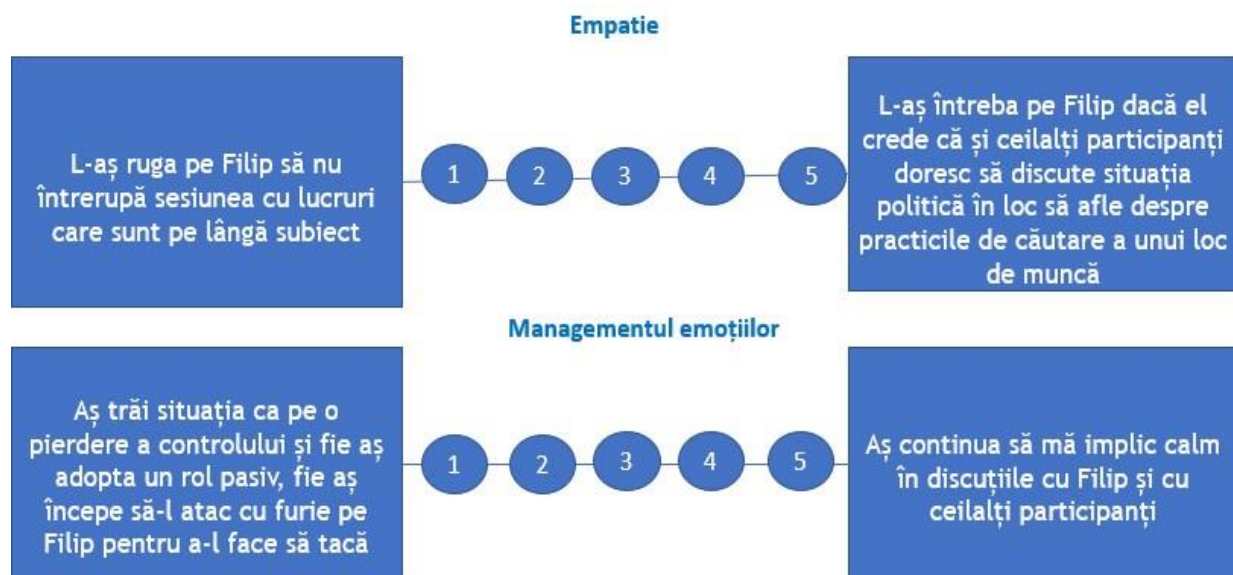 Empatie
L-aș ruga pe Filip să nu
întrerupă sesiunea cu lucruri
care sunt pe lângă subiect
1 2 3 4 5
L-aș întreba pe Filip dacă el
crede că și ceilalți participanți
doresc să discute situația
politică în loc să afle despre
practicile de căutare a unui loc
de muncă
Managementul emoțiilor
Aș trăi situația ca pe o
pierdere a controlului și fie aș
adopta un rol pasiv, fie aș
începe să-l atac cu furie pe
Filip pentru a-l face să tacă
1 2 3 4 5
Aș continua să mă implic calm
în discuțiile cu Filip și cu
ceilalți participanți